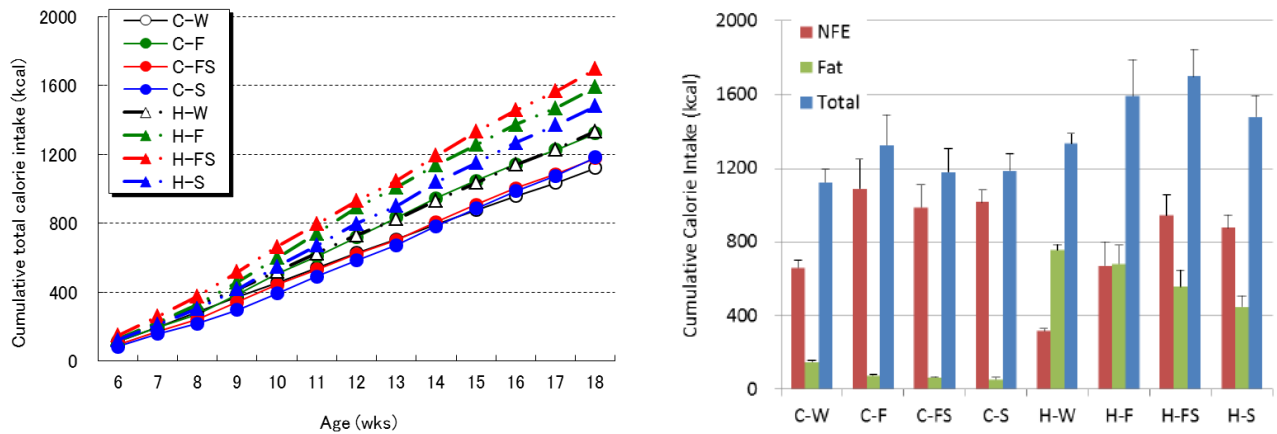 2000
1600
1200
800
400
0
Cumulative total calorie intake (kcal)
C-W
C-F
C-FS
C-S
H-W
H-F
H-FS
H-S
6 7 8 9 10 11 12 13 14 15 16 17 18
Age (wks)
2000
1600
1200
800
400
0
Cumulative Calorie Intake (kcal)
NFE
Fat
Total
C-W C-F C-FS C-S H-W H-F H-FS H-S